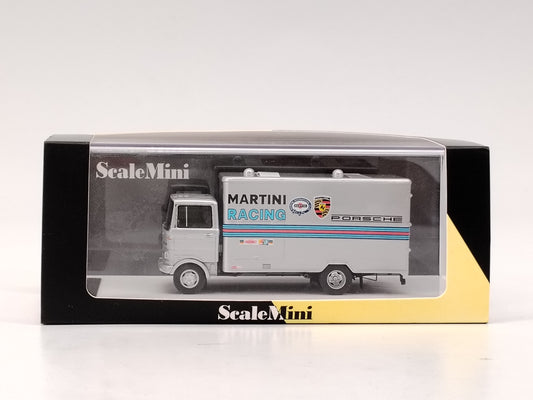 ScaleMini
MARTINI
RACING
PORSCHE
ScaleMini